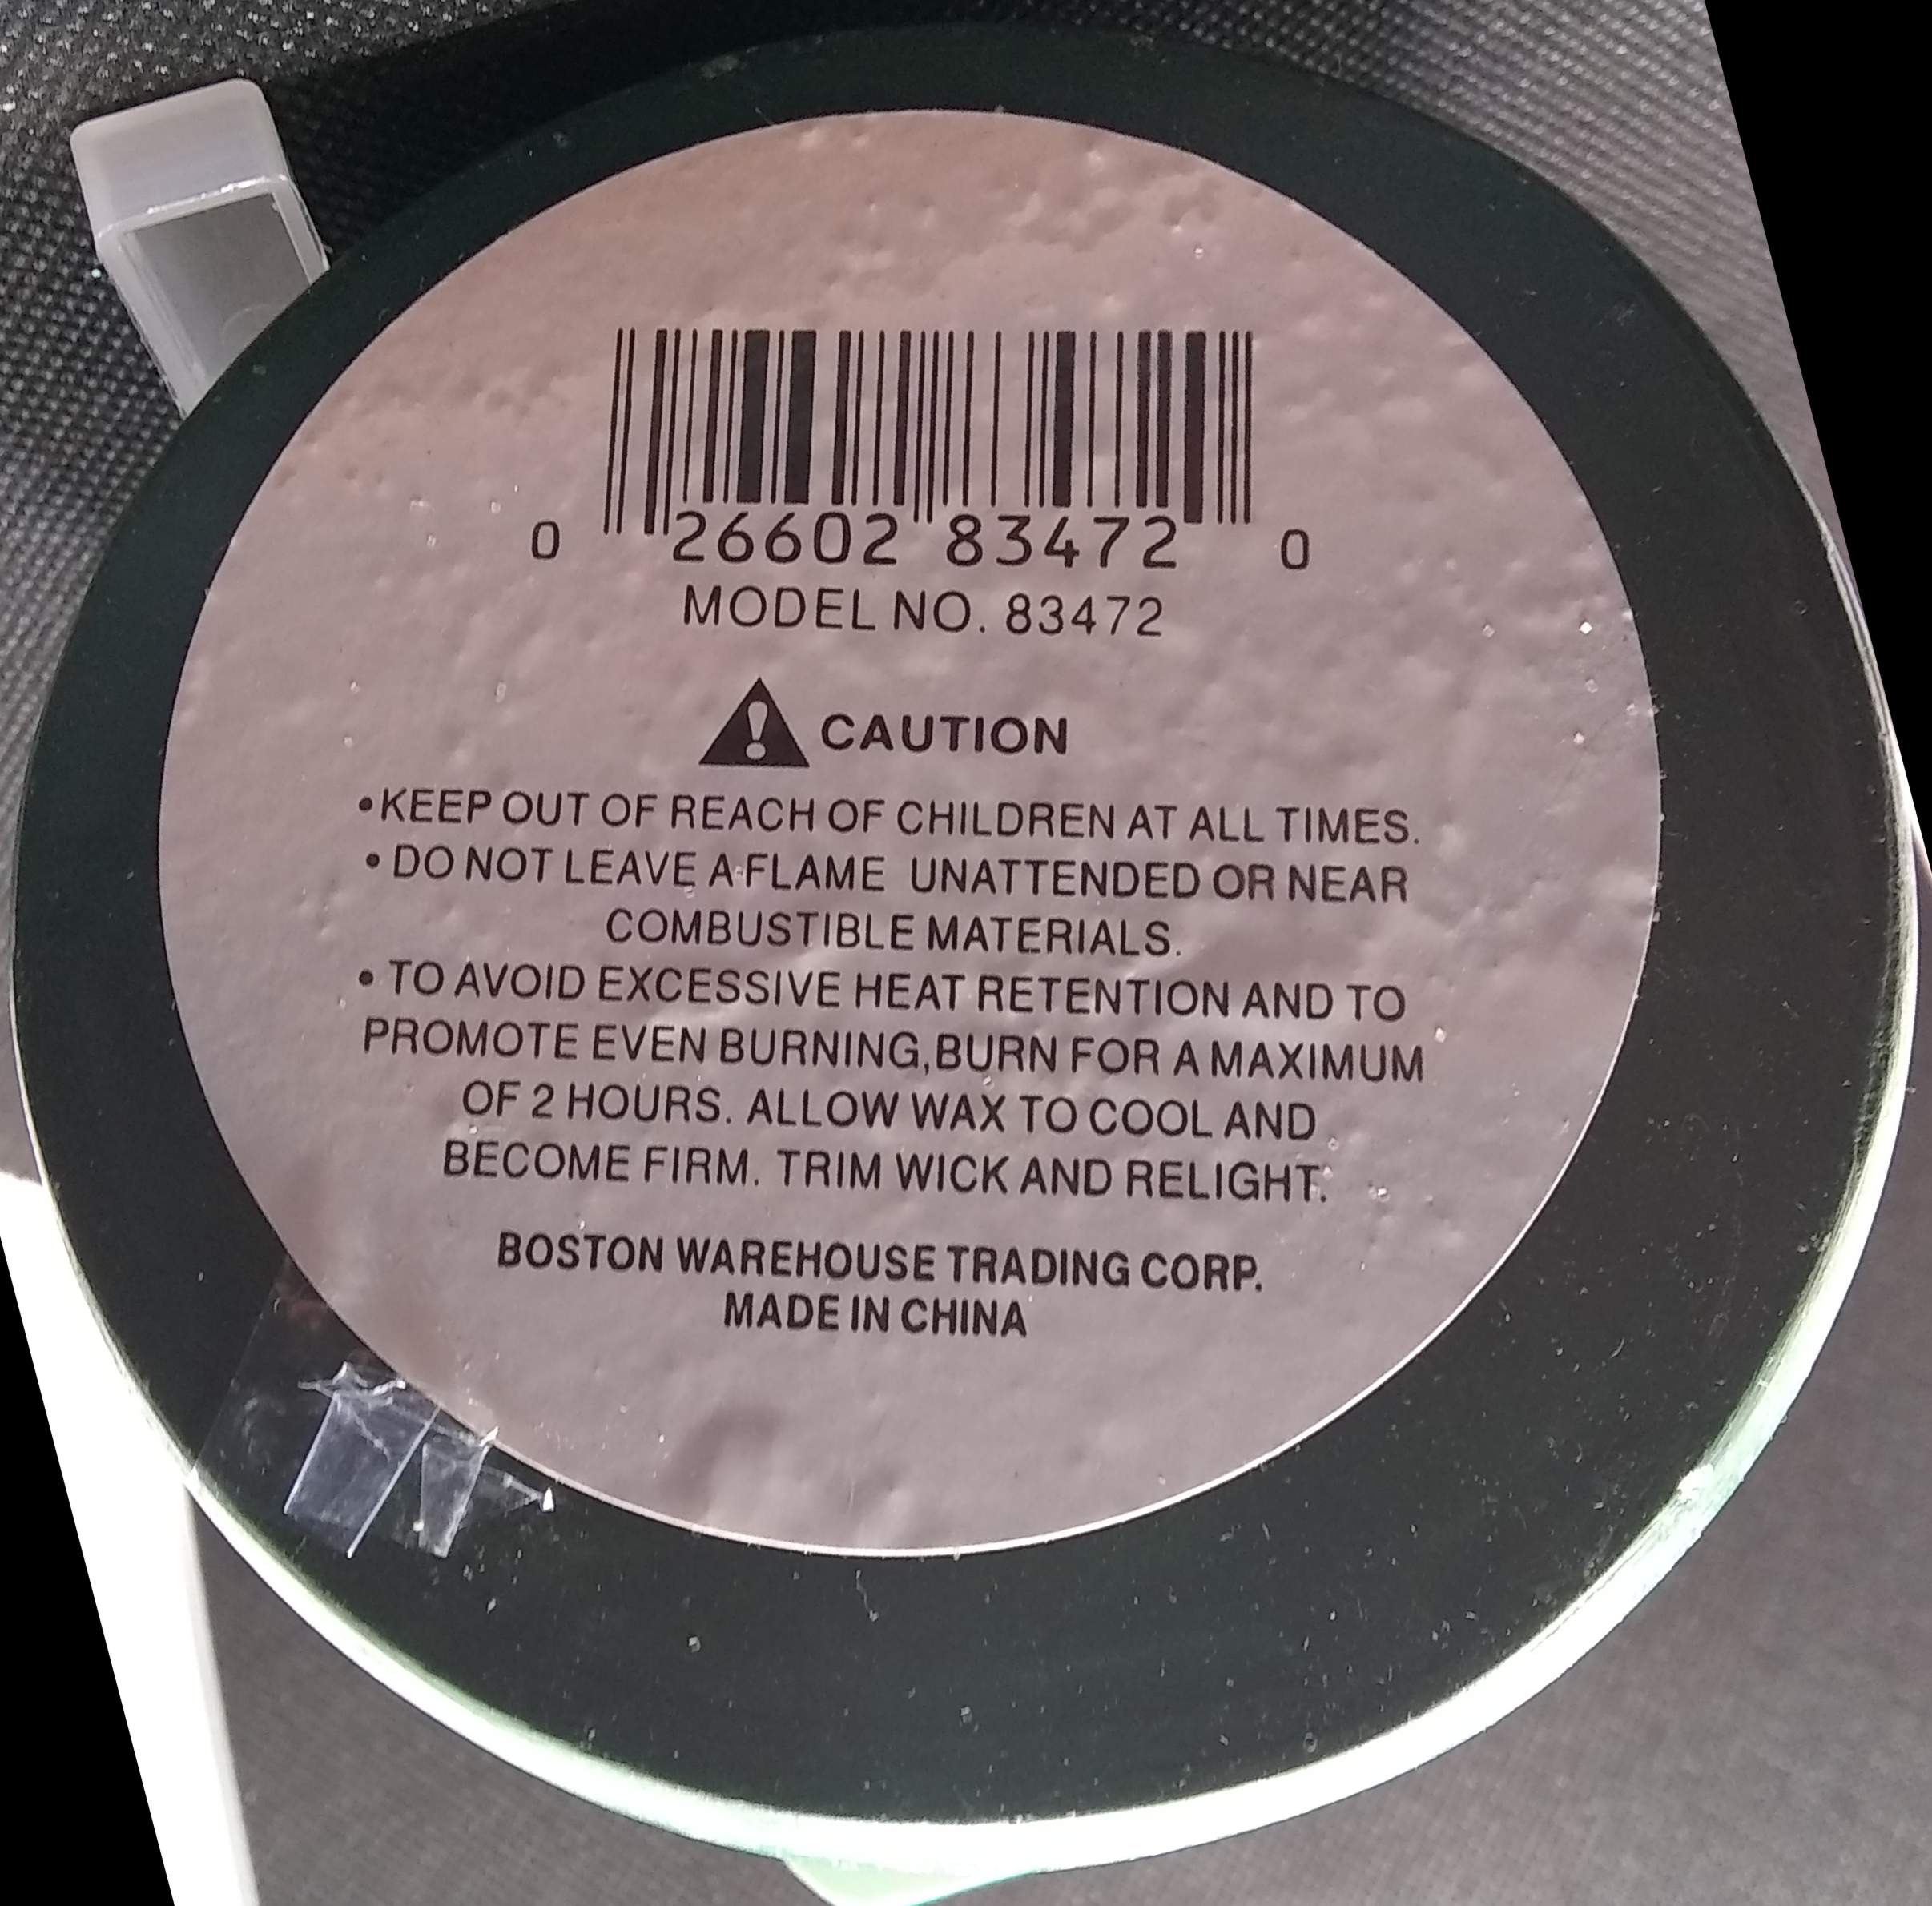 0 26602 83472 0
MODEL NO. 83472
CAUTION
•KEEP OUT OF REACH OF CHILDREN AT ALL TIMES.
• DO NOT LEAVE A FLAME UNATTENDED OR NEAR
COMBUSTIBLE MATERIALS.
• TO AVOID EXCESSIVE HEAT RETENTION AND TO
PROMOTE EVEN BURNING,BURN FOR A MAXIMUM
OF 2 HOURS. ALLOW WAX TO COOL AND
BECOME FIRM. TRIM WICK AND RELIGHT.
BOSTON WAREHOUSE TRADING CORP.
MADE IN CHINA